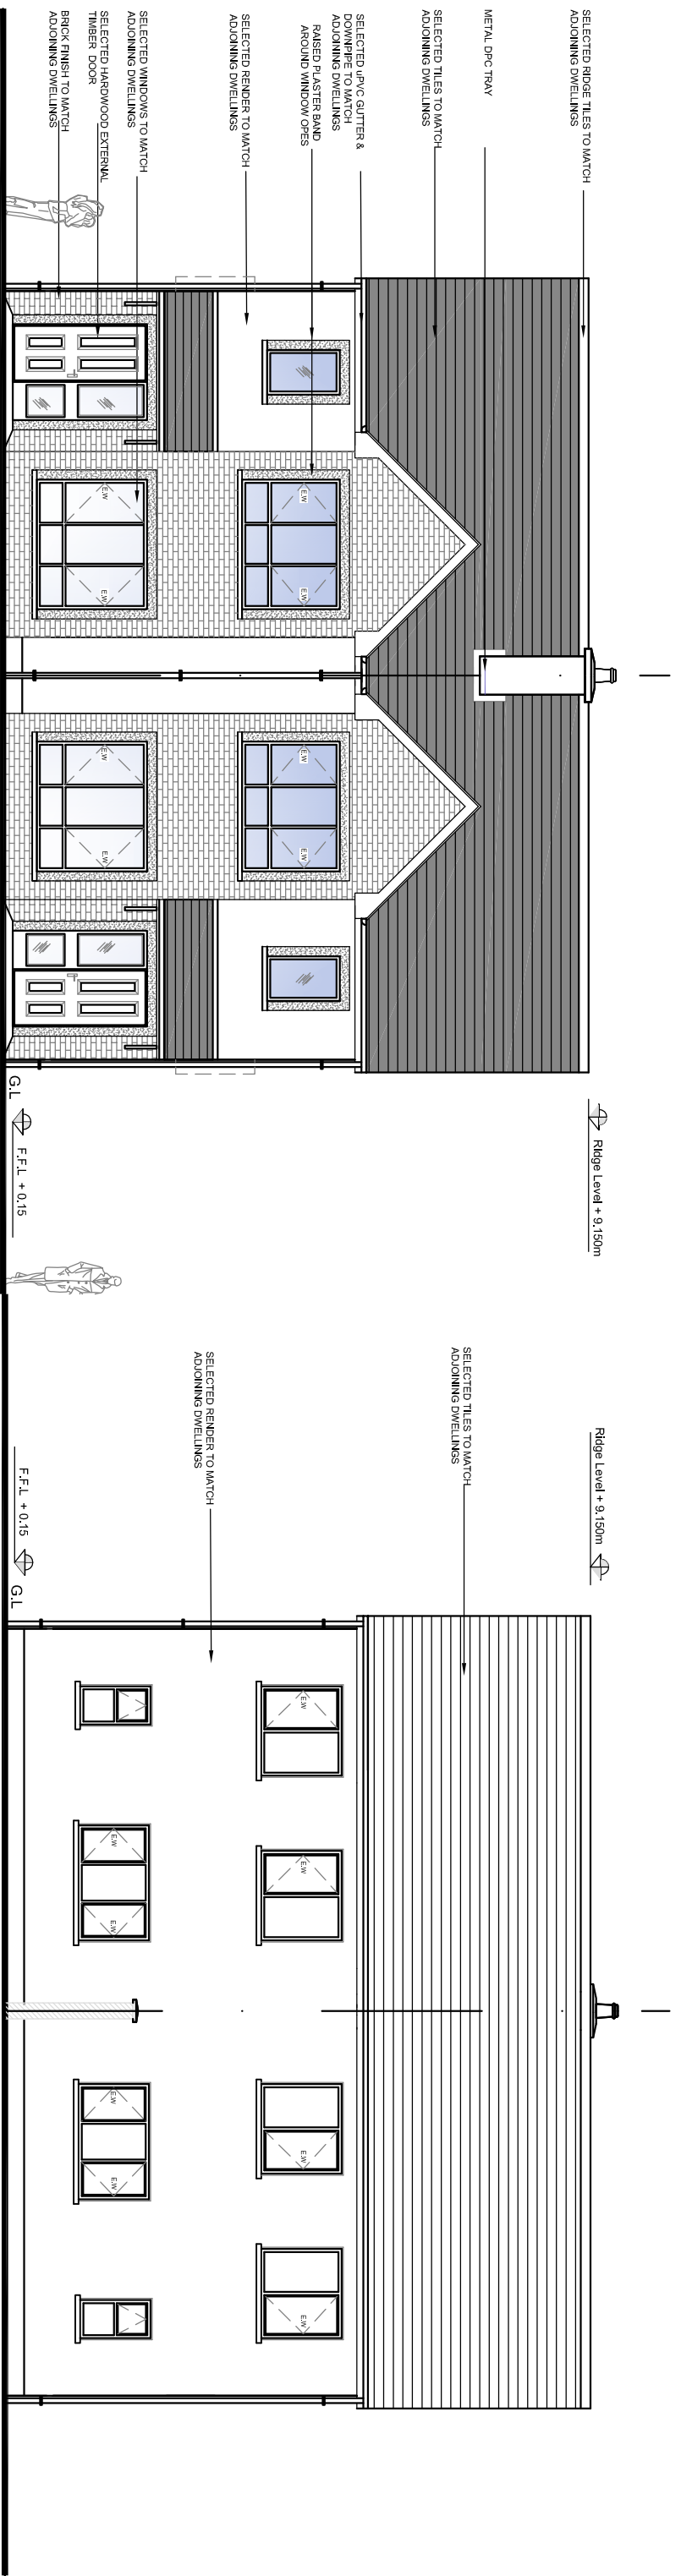 SELECTED RIDGE TILES TO MATCH
ADJOINING DWELLINGS
METAL DPC TRAY
SELECTED TILES TO MATCH
ADJOINING DWELLINGS
SELECTED uPVC GUTTER &
DOWNPIPE TO MATCH
ADJOINING DWELLINGS
RAISED PLASTER BAND
AROUND WINDOW OPES
SELECTED RENDER TO MATCH
ADJOINING DWELLINGS
SELECTED WINDOWS TO MATCH
ADJOINING DWELLINGS
SELECTED HARDWOOD EXTERNAL
TIMBER DOOR
BRICK FINISH TO MATCH
ADJOINING DWELLINGS
E.W
E.W
E.W
E.W
E.W
E.W
E.W
E.W
Ridge Level + 9.150m
F.F.L + 0.15
G.L
Ridge Level + 9.150m
SELECTED TILES TO MATCH
ADJOINING DWELLINGS
SELECTED RENDER TO MATCH
ADJOINING DWELLINGS
F.F.L + 0.15
G.L
E.W
E.W
E.W
E.W
E.W
E.W
E.W
E.W